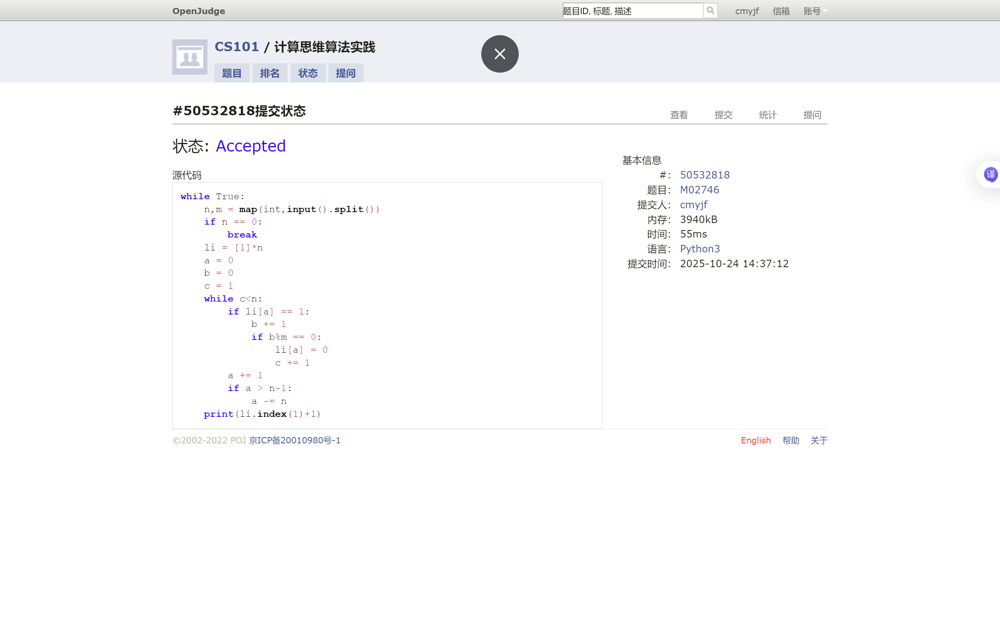 OpenJudge
题目ID, 标题, 描述
cmyjf 信箱 账号
CS101 / 计算思维算法实践
题目 排名 状态 提问
#50532818提交状态
查看 提交 统计 提问
状态: Accepted
源代码
while True:
    n,m = map(int,input().split())
    if n == 0:
        break
    li = [1]*n
    a = 0
    b = 0
    c = 1
    while c<n:
        if li[a] == 1:
            b += 1
            if b%m == 0:
                li[a] = 0
                c += 1
        a += 1
        if a > n-1:
            a -= n
    print(li.index(1)+1)
基本信息
#: 50532818
题目: M02746
提交人: cmyjf
内存: 3940kB
时间: 55ms
语言: Python3
提交时间: 2025-10-24 14:37:12
译
©2002-2022 POJ 京ICP备20010980号-1
English 帮助 关于